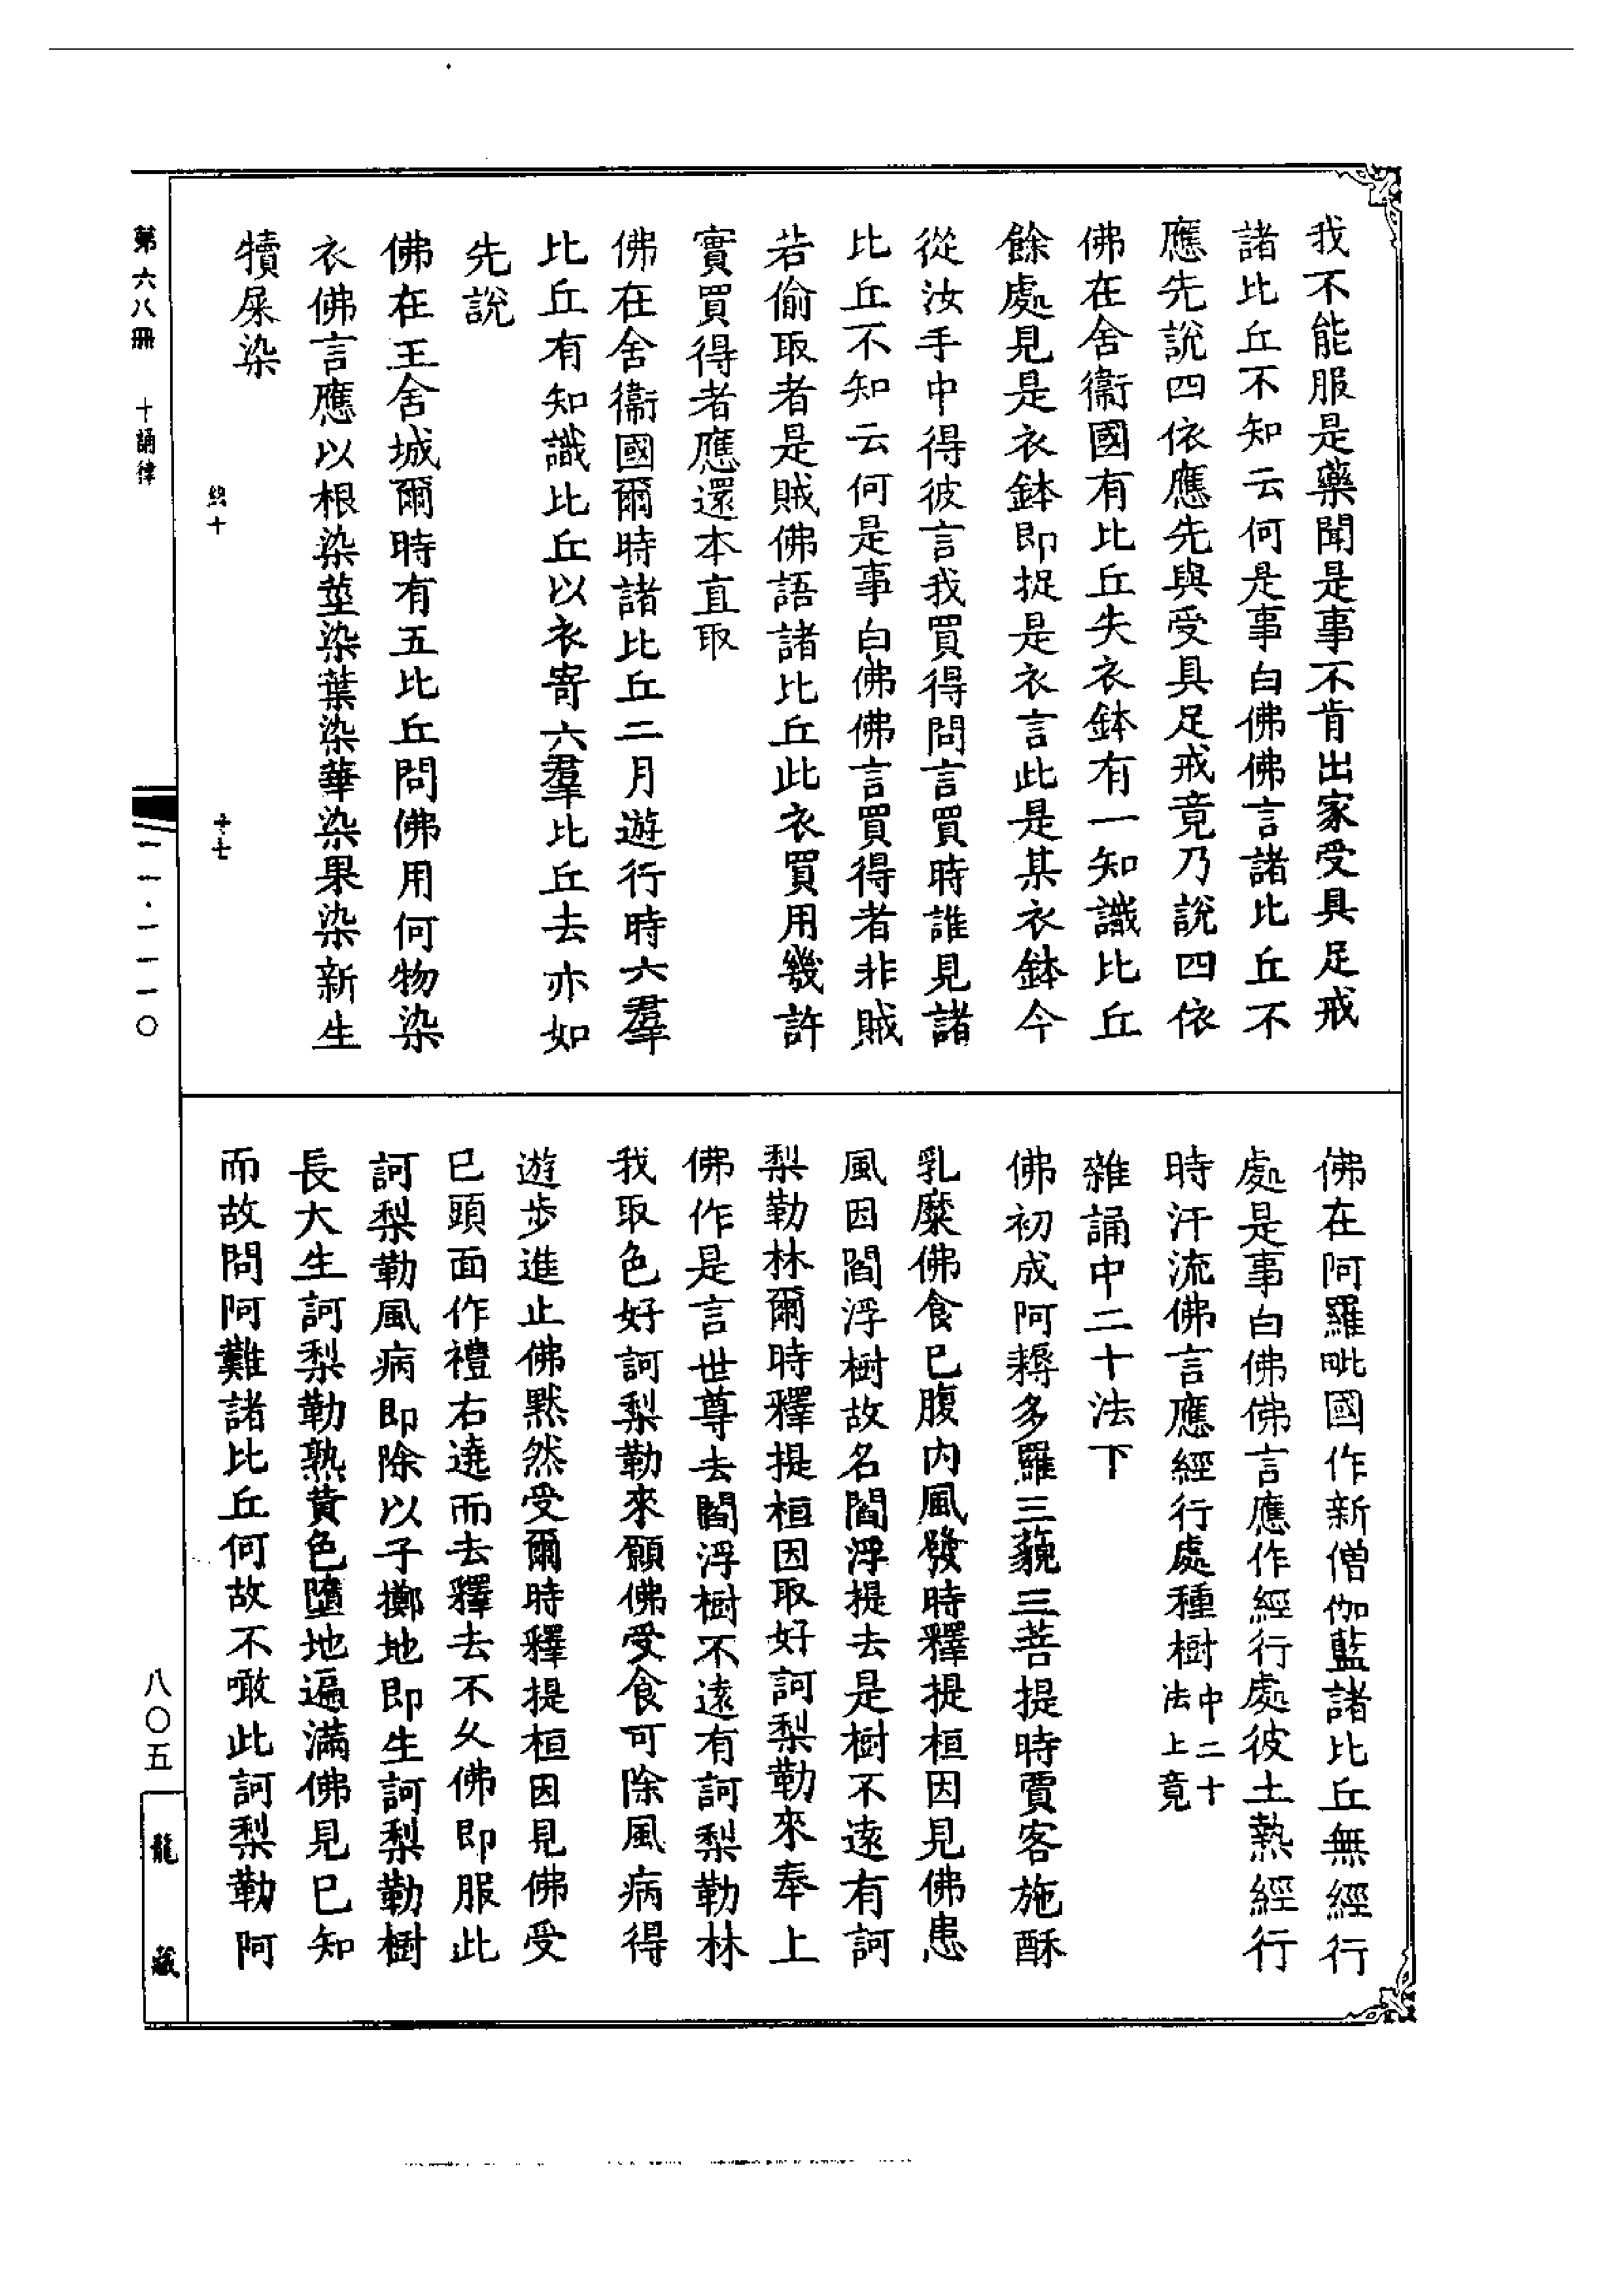 我不能服是藥聞是事不肯出家受具足戒
諸比丘不知云何是事白佛佛言諸比丘不
應先說四依應先與受具足戒竟乃說四依
佛在舍衞國有比丘失衣鉢有一知識比丘
餘處見是衣鉢即捉是衣言此是某衣鉢今
從汝手中得彼言我買得問言買時誰見諸
比丘不知云何是事白佛佛言買得者非賊
若偷取者是賊佛語諸比丘此衣買用幾許
實買得者應還本直取
佛在舍衞國爾時諸比丘二月遊行時六羣
比丘有知識比丘以衣寄六羣比丘去亦如
先說
佛在王舍城爾時有五比丘問佛用何物染
衣佛言應以根染莖染葉染華染果染新生
犢屎染
佛在阿羅毗國作新僧伽藍諸比丘無經行
處是事白佛佛言應作經行處彼土熱經行
時汗流佛言應經行處種樹中二十法上竟
雜誦中二十法下
佛初成阿耨多羅三藐三菩提時賈客施酥
乳糜佛食已腹內風發時釋提桓因見佛患
風因閻浮樹故名閻浮提去是樹不遠有訶
梨勒林爾時釋提桓因取好訶梨勒來奉上
佛作是言世尊去閻浮樹不遠有訶梨勒林
我取色好訶梨勒來願佛受食可除風病得
遊步進止佛默然受爾時釋提桓因見佛受
已頭面作禮右遶而去釋去不久佛即服此
訶梨勒風病即除以子擲地即生訶梨勒樹
長大生訶梨勒熟黃色墮地遍滿佛見已知
而故問阿難諸比丘何故不噉此訶梨勒阿
第六八冊 十誦律
一一·一一一〇
八〇五
龍藏